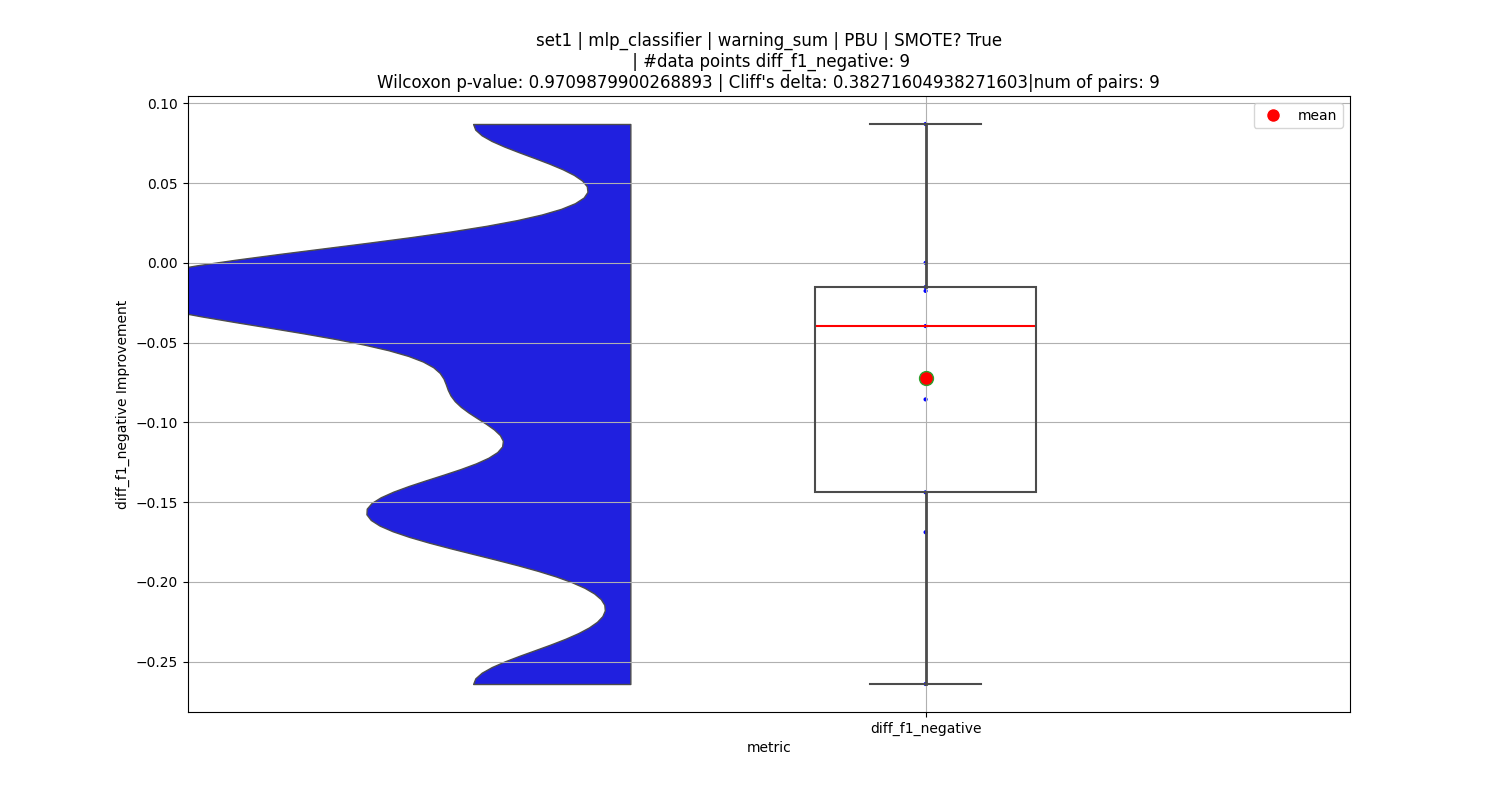 set1 | mlp_classifier | warning_sum | PBU | SMOTE? True
| #data points diff_f1_negative: 9
Wilcoxon p-value: 0.9709879900268893 | Cliff's delta: 0.38271604938271603|num of pairs: 9
mean
0.10
0.05
0.00
−0.05
−0.10
−0.15
−0.20
−0.25
diff_f1_negative Improvement
diff_f1_negative
metric